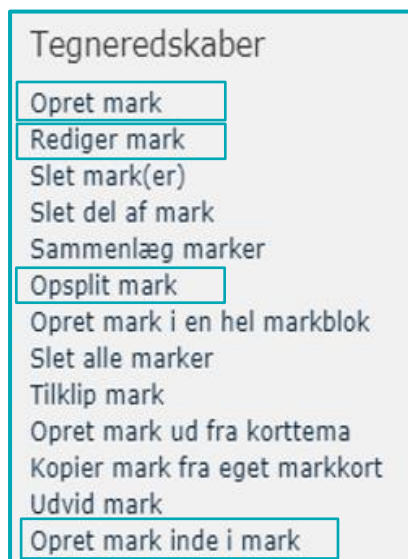 Tegneredskaber
Opret mark
Rediger mark
Slet mark(er)
Slet del af mark
Sammenlæg marker
Opsplit mark
Opret mark i en hel markblok
Slet alle marker
Tilklip mark
Opret mark ud fra korttema
Kopier mark fra eget markkort
Udvid mark
Opret mark inde i mark